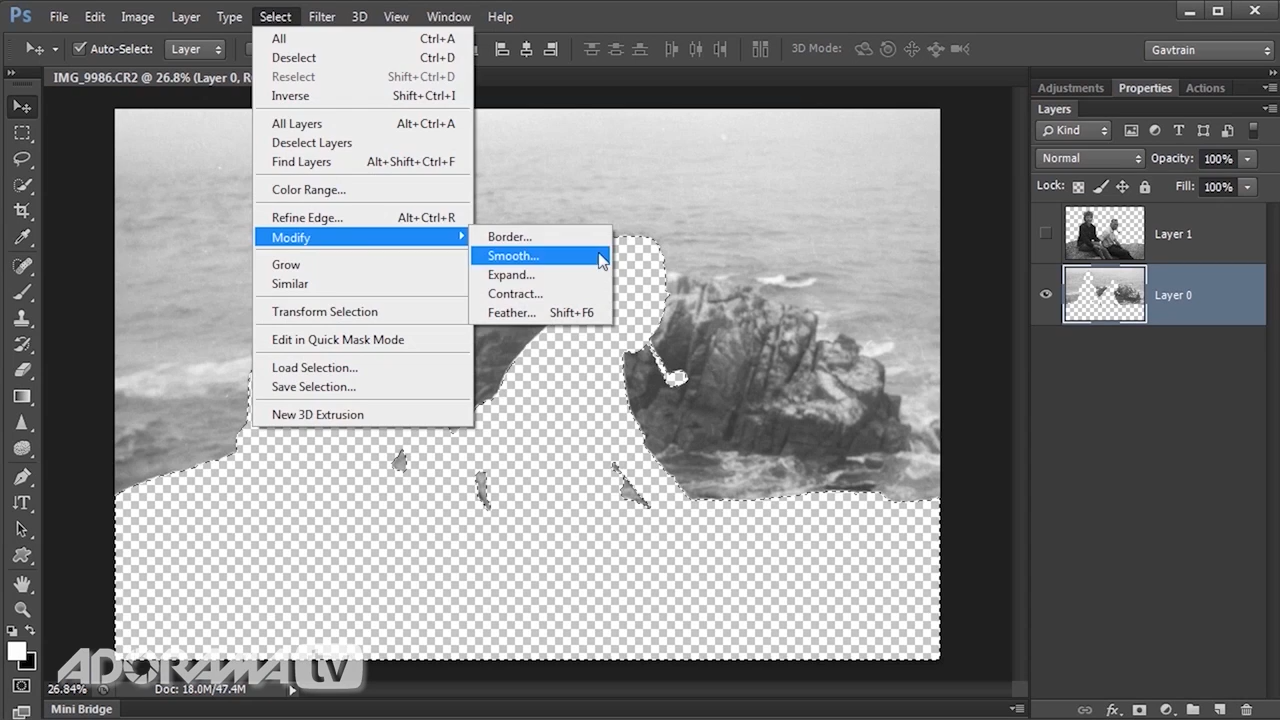 Ps File Edit Image Layer Type Select Filter 3D View Window Help
Auto-Select: Layer 3D Mode: Gavtrain
IMG_9986.CR2 @ 26.8% (Layer 0, R
All Ctrl+A
Deselect Ctrl+D
Reselect Shift+Ctrl+D
Inverse Shift+Ctrl+I
All Layers Alt+Ctrl+A
Deselect Layers
Find Layers Alt+Shift+Ctrl+F
Color Range...
Refine Edge... Alt+Ctrl+R
Modify
Grow
Similar
Transform Selection
Edit in Quick Mask Mode
Load Selection...
Save Selection...
New 3D Extrusion
Border...
Smooth...
Expand...
Contract...
Feather... Shift+F6
Adjustments Properties Actions
Layers
Kind
Normal Opacity: 100%
Lock: Fill: 100%
Layer 1
Layer 0
ADORAMA tv
26.84% Doc: 18.0M/47.4M
Mini Bridge